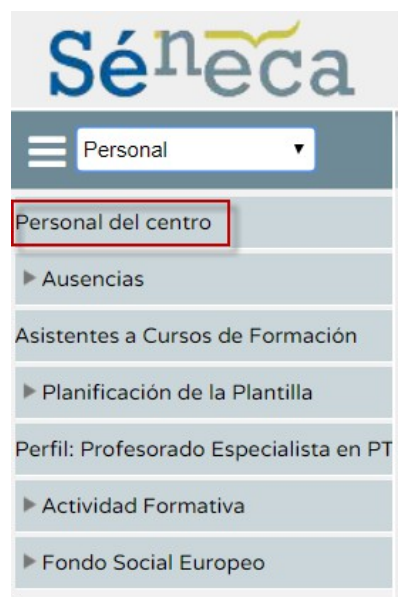 Séneca
Personal
Personal del centro
Ausencias
Asistentes a Cursos de Formación
Planificación de la Plantilla
Perfil: Profesorado Especialista en PT
Actividad Formativa
Fondo Social Europeo